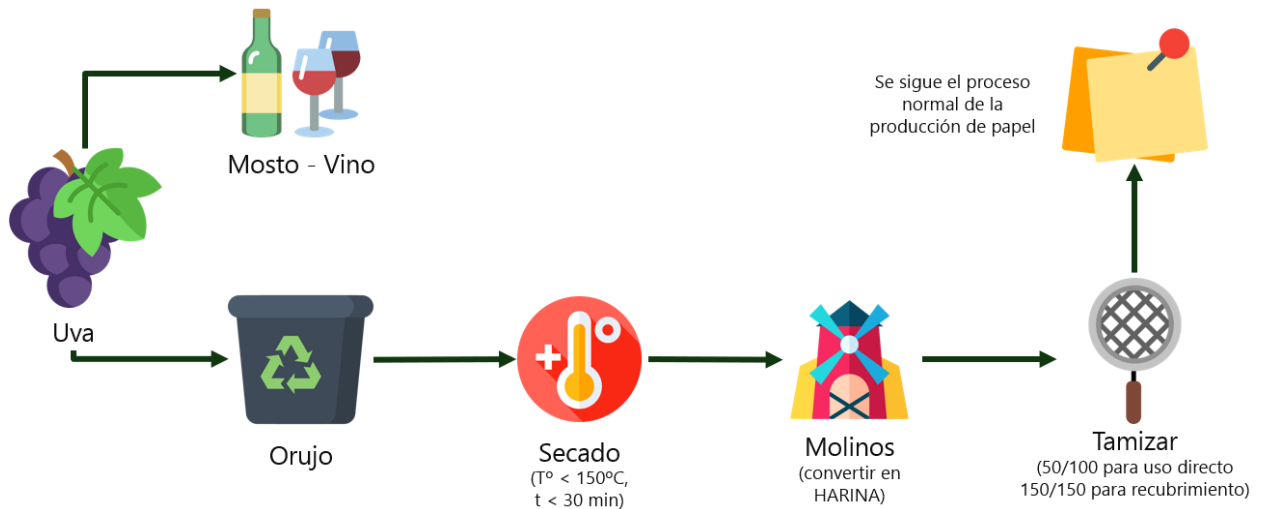 Mosto - Vino
Se sigue el proceso
normal de la
producción de papel
Uva
Orujo
Secado
(Tº < 150ºC,
t < 30 min)
Molinos
(convertir en
HARINA)
Tamizar
(50/100 para uso directo
150/150 para recubrimiento)